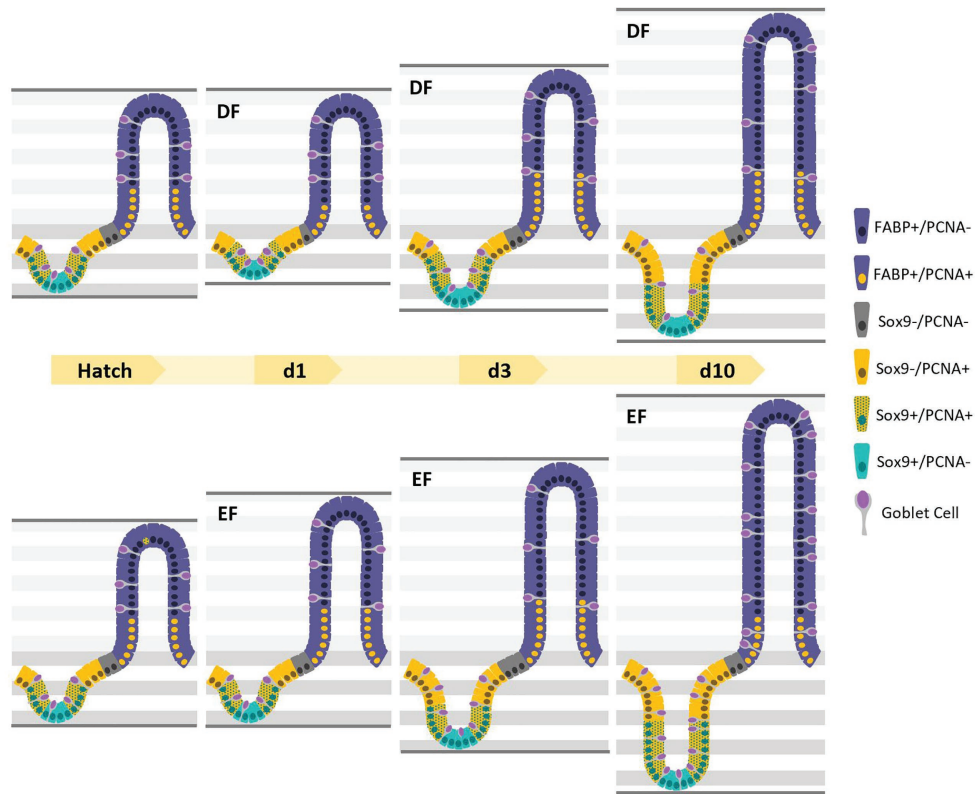 DF
DF
DF
Hatch
d1
d3
d10
EF
EF
EF
FABP+/PCNA-
FABP+/PCNA+
Sox9-/PCNA-
Sox9-/PCNA+
Sox9+/PCNA+
Sox9+/PCNA-
Goblet Cell